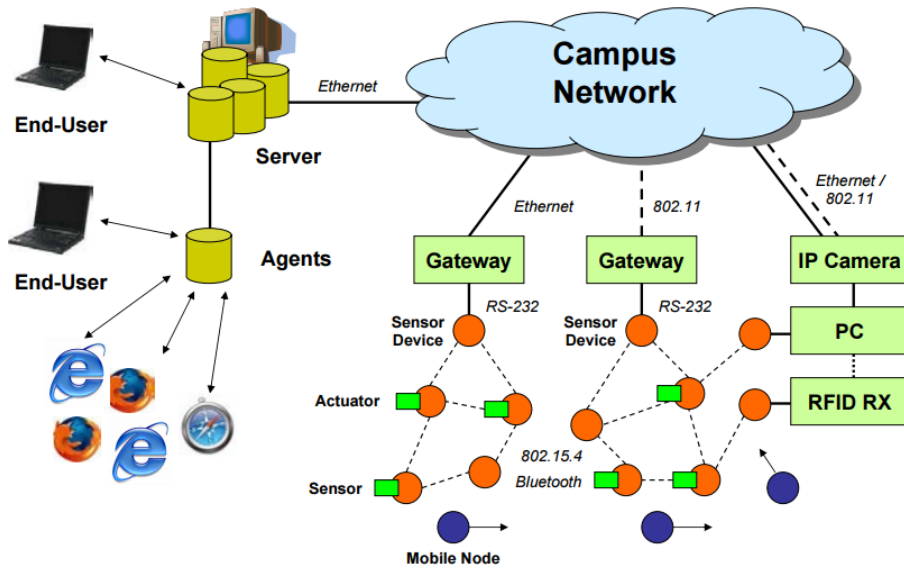 Campus
Network
Ethernet
End-User
Server
Ethernet /
802.11
Ethernet
802.11
Agents
End-User
Gateway
Gateway
IP Camera
RS-232
RS-232
Sensor
Device
Sensor
Device
PC
Actuator
RFID RX
802.15.4
Bluetooth
Sensor
Mobile Node